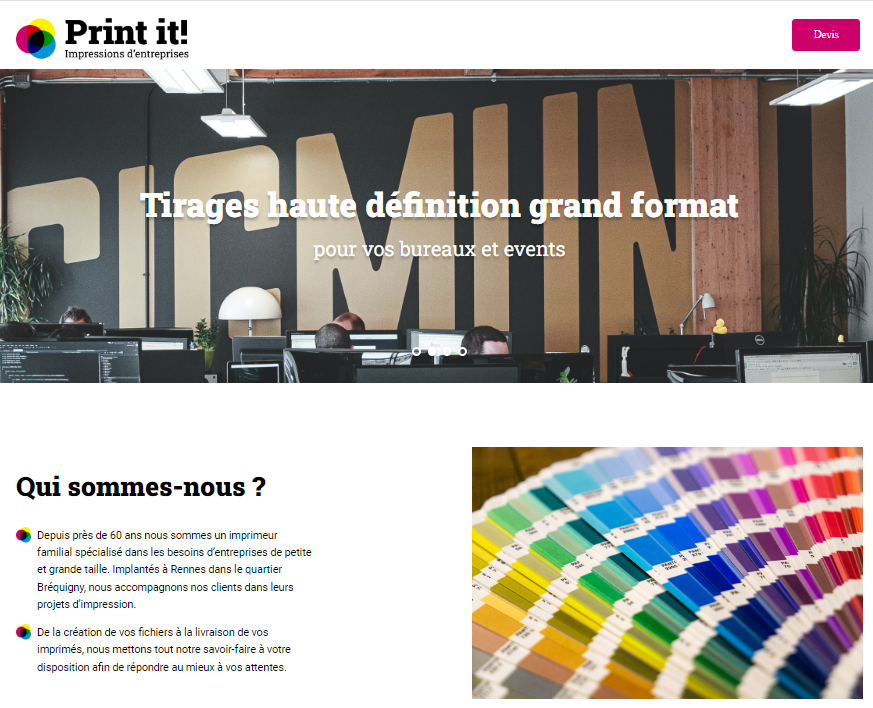 Print it!
Impressions d'entreprises
Devis
Tirages haute définition grand format
pour vos bureaux et events
Qui sommes-nous ?
Depuis près de 60 ans nous sommes un imprimeur
familial spécialisé dans les besoins d'entreprises de petite
et grande taille. Implantés à Rennes dans le quartier
Bréquigny, nous accompagnons nos clients dans leurs
projets d'impression.
De la création de vos fichiers à la livraison de vos
imprimés, nous mettons tout notre savoir-faire à votre
disposition afin de répondre au mieux à vos attentes.